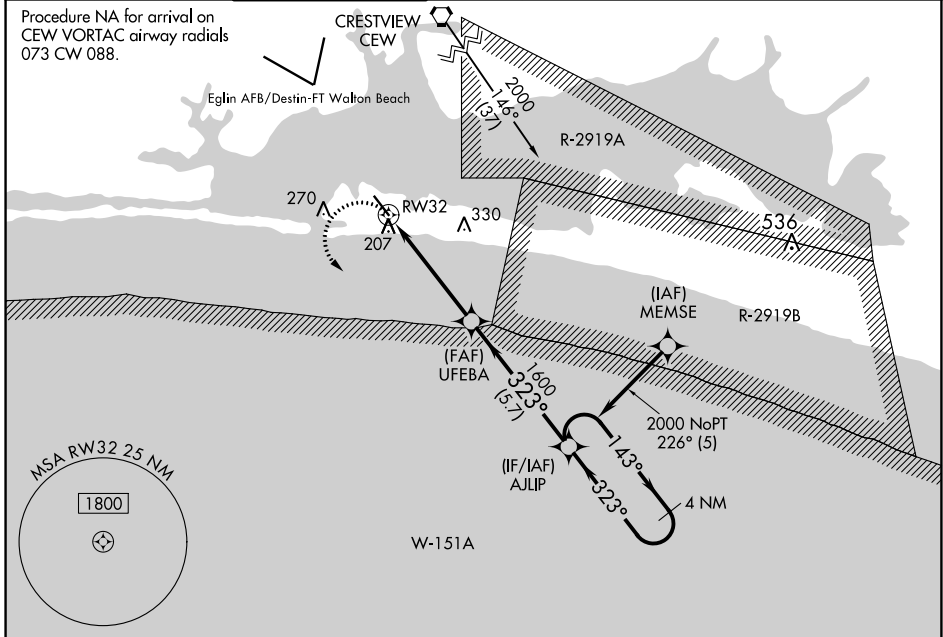 Procedure NA for arrival on
CEW VORTAC airway radials
073 CW 088.
CRESTVIEW
CEW
Eglin AFB/Destin-FT Walton Beach
2000
146°
(37)
R-2919A
270
RW32
330
207
536
(IAF)
MEMSE
R-2919B
(FAF)
UFEBA
1600
323°
(5.7)
2000 NoPT
226° (5)
143°
(IF/IAF)
AJLIP
323°
4 NM
MSA RW32 25 NM
1800
W-151A